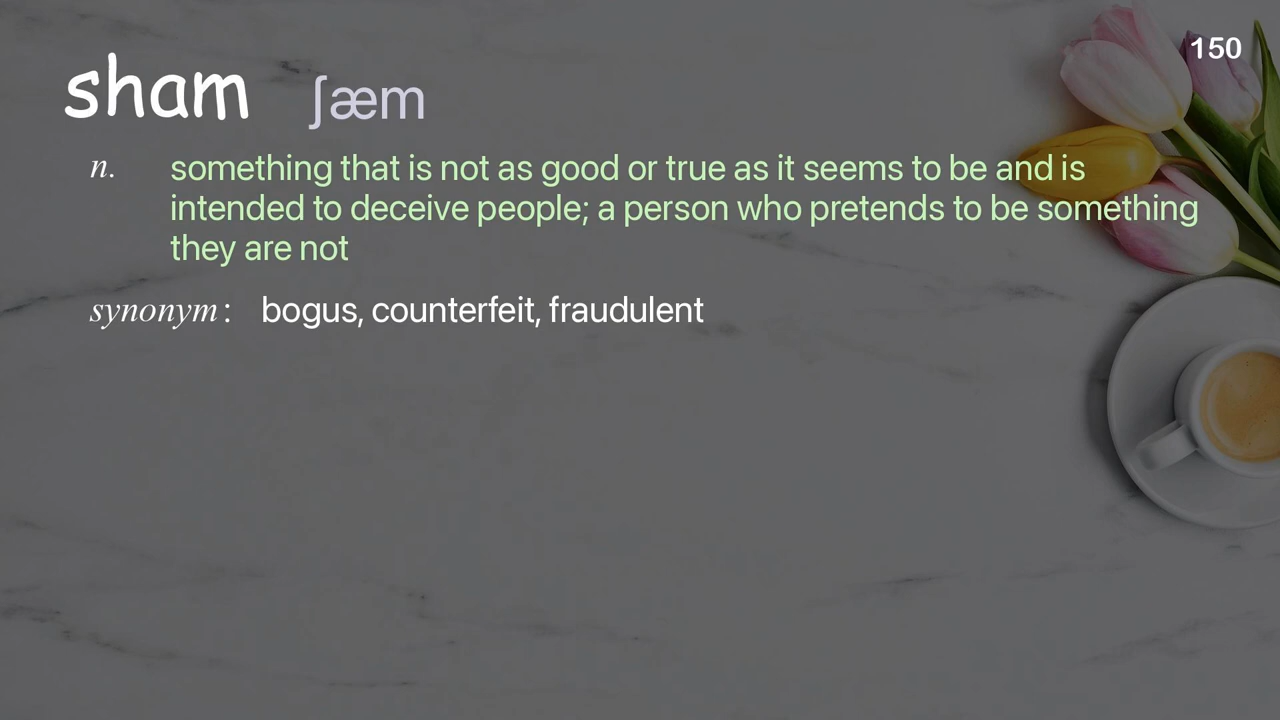 150
sham ʃæm
n. something that is not as good or true as it seems to be and is
intended to deceive people; a person who pretends to be something
they are not
synonym: bogus, counterfeit, fraudulent